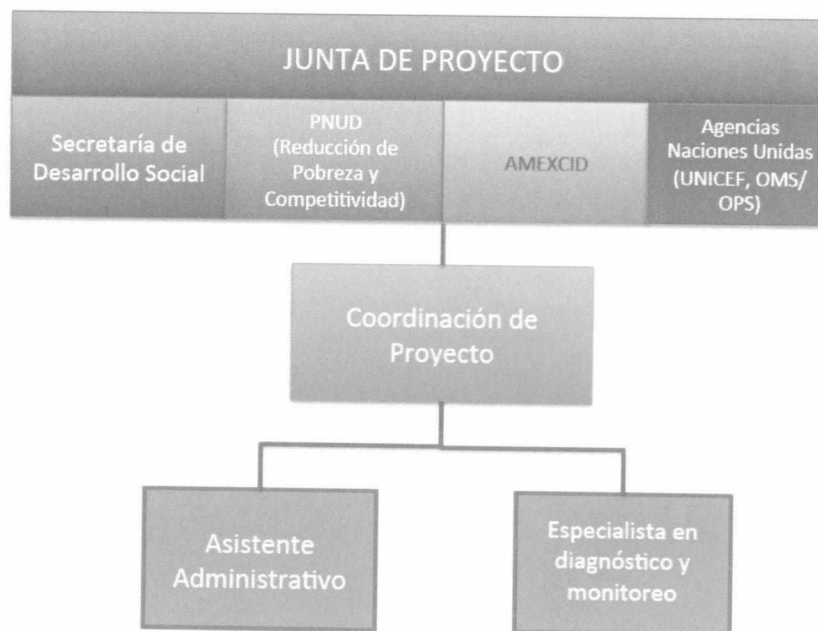 JUNTA DE PROYECTO
Secretaría de
Desarrollo Social
PNUD
(Reducción de
Pobreza y
Competitividad)
AMEXCID
Agencias
Naciones Unidas
(UNICEF, OMS/
OPS)
Coordinación de
Proyecto
Asistente
Administrativo
Especialista en
diagnóstico y
monitoreo